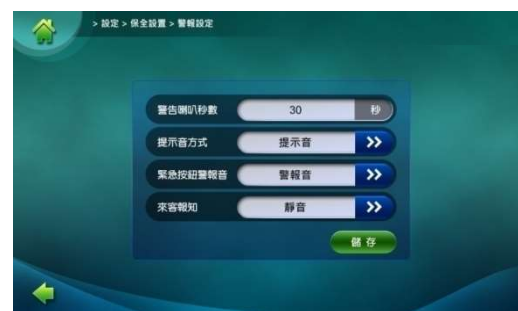 > 設定 > 保全設置 > 警報設定
警告喇叭秒數 30 秒
提示音方式 提示音 >>
緊急按鈕警報音 警報音 >>
來客報知 靜音 >>
儲存